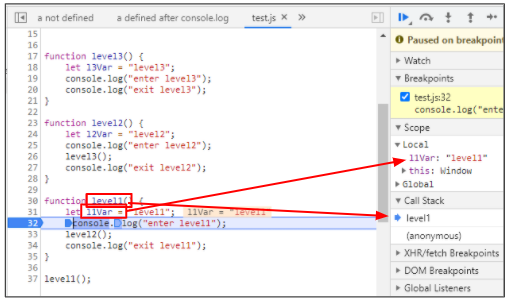 a not defined
a defined after console.log
test.js × »
15
16
17 function level3() {
18 let l3Var = "level3";
19 console.log("enter level3");
20 console.log("exit level3");
21 }
22
23 function level2() {
24 let l2Var = "level2";
25 console.log("enter level2");
26 level3();
27 console.log("exit level2");
28 }
29
30 function level1() {
31 let l1Var = "level1"; l1Var = "level1"
32 console.log("enter level1");
33 level2();
34 console.log("exit level1");
35 }
36
37 level1();
Paused on breakpoint
Watch
Breakpoints
test.js:32
console.log("ente
Scope
Local
l1Var: "level1"
this: Window
Global
Call Stack
level1
(anonymous)
XHR/fetch Breakpoints
DOM Breakpoints
Global Listeners